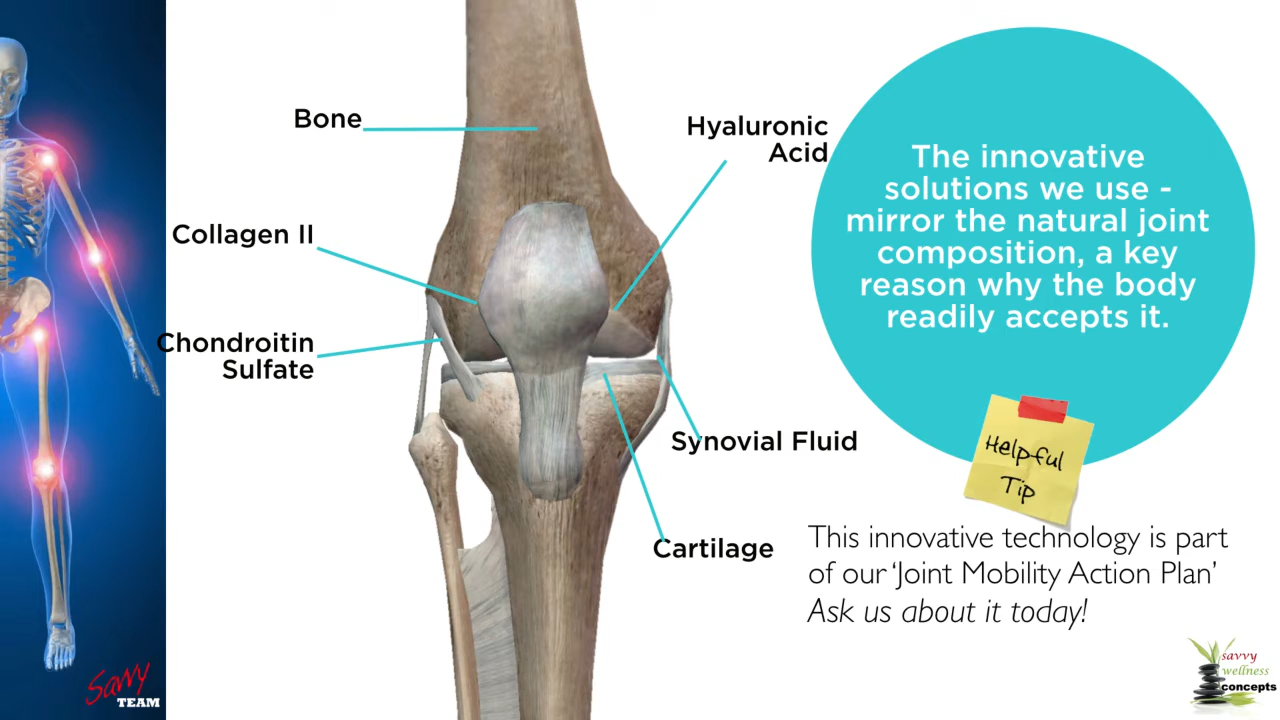 Bone
Hyaluronic
Acid
Collagen II
Chondroitin
Sulfate
Synovial Fluid
Cartilage
The innovative
solutions we use -
mirror the natural joint
composition, a key
reason why the body
readily accepts it.
Helpful
Tip
This innovative technology is part
of our ‘Joint Mobility Action Plan’
Ask us about it today!
Savvy
TEAM
savvy
wellness
concepts